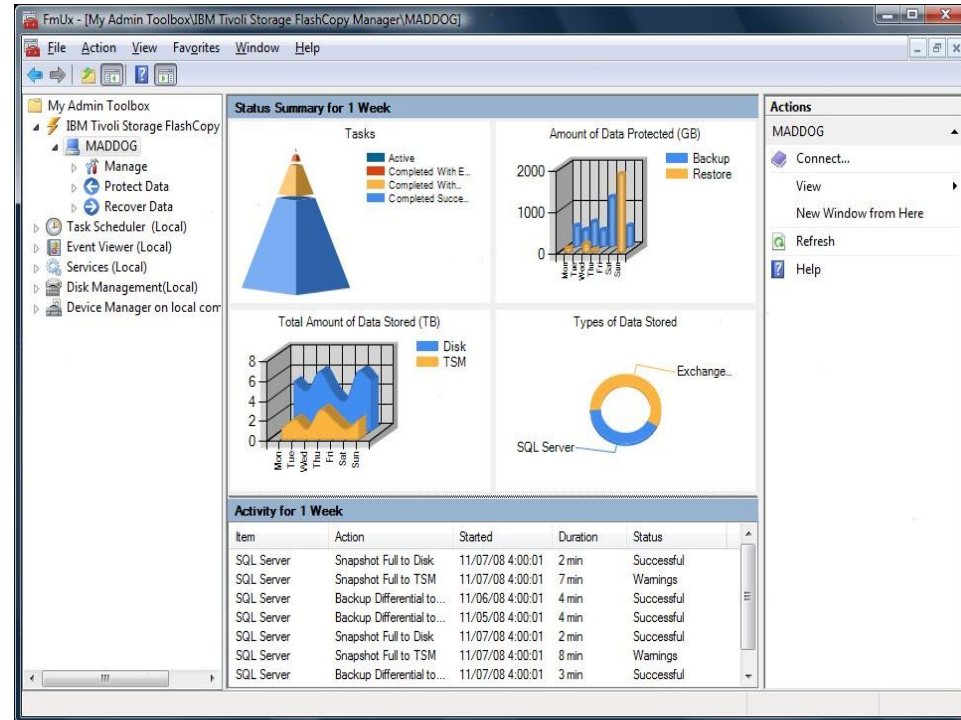 FmUx - [My Admin Toolbox\IBM Tivoli Storage FlashCopy Manager\MADDOG]
File Action View Favorites Window Help
My Admin Toolbox
IBM Tivoli Storage FlashCopy
MADDOG
Manage
Protect Data
Recover Data
Task Scheduler (Local)
Event Viewer (Local)
Services (Local)
Disk Management(Local)
Device Manager on local com
Status Summary for 1 Week
Tasks
Active
Completed With E...
Completed With..
Completed Succe...
Amount of Data Protected (GB)
Backup
Restore
2000
1000
0
Mon
Tue
Wed
Thu
Fri
Sat
Sun
Total Amount of Data Stored (TB)
Disk
TSM
8
6
4
2
0
Mon
Tue
Wed
Thu
Fri
Sat
Sun
Types of Data Stored
Exchange..
SQL Server
Activity for 1 Week
Item Action Started Duration Status
SQL Server Snapshot Full to Disk 11/07/08 4:00:01 2 min Successful
SQL Server Snapshot Full to TSM 11/07/08 4:00:01 7 min Warnings
SQL Server Backup Differential to... 11/06/08 4:00:01 4 min Successful
SQL Server Backup Differential to... 11/05/08 4:00:01 4 min Successful
SQL Server Snapshot Full to Disk 11/07/08 4:00:01 2 min Successful
SQL Server Snapshot Full to TSM 11/07/08 4:00:01 8 min Warnings
SQL Server Backup Differential to... 11/07/08 4:00:01 3 min Successful
Actions
MADDOG
Connect...
View
New Window from Here
Refresh
Help